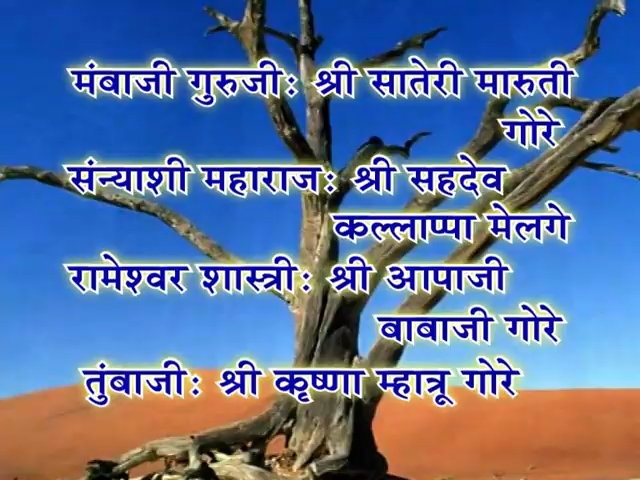 मंबाजी गुरुजी: श्री सातेरी मारुती
गोरे
संन्याशी महाराज: श्री सहदेव
कल्लाप्पा मेलगे
रामेश्वर शास्त्री: श्री आपाजी
बाबाजी गोरे
तुंबाजी: श्री कृष्णा म्हात्रू गोरे